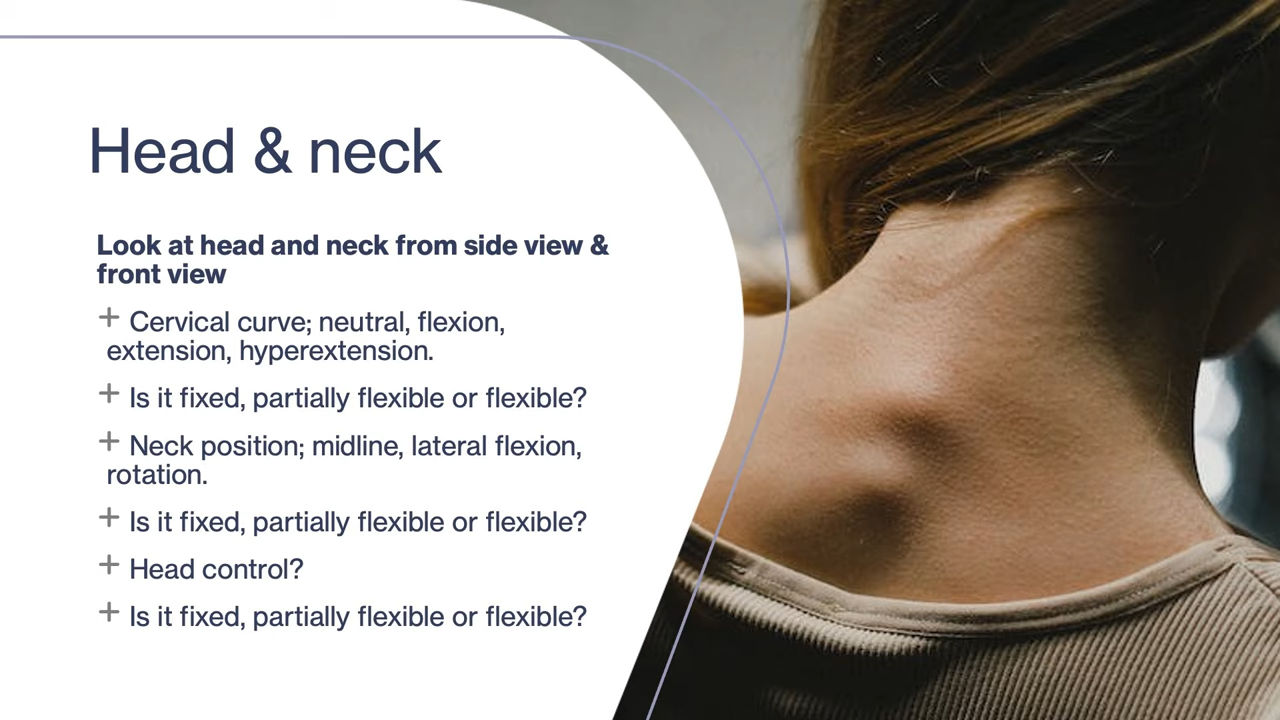 Head & neck
Look at head and neck from side view &
front view
+ Cervical curve; neutral, flexion,
extension, hyperextension.
+ Is it fixed, partially flexible or flexible?
+ Neck position; midline, lateral flexion,
rotation.
+ Is it fixed, partially flexible or flexible?
+ Head control?
+ Is it fixed, partially flexible or flexible?